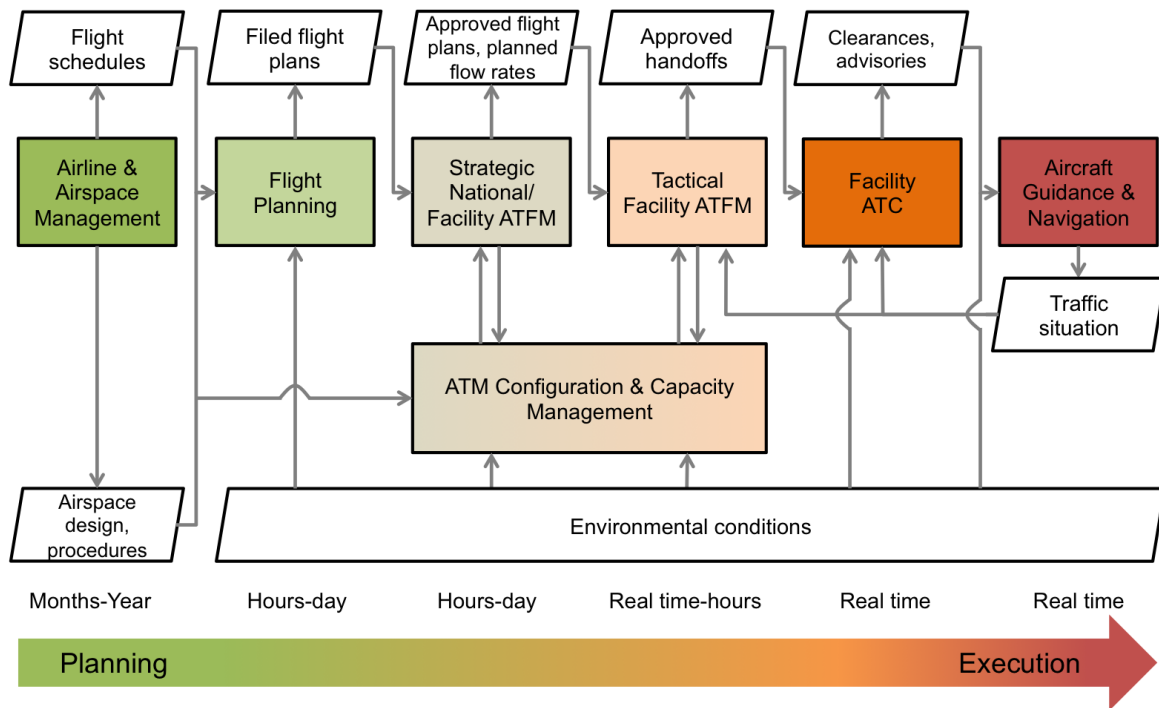 Flight
schedules
Filed flight
plans
Approved flight
plans, planned
flow rates
Approved
handoffs
Clearances,
advisories
Airline &
Airspace
Management
Flight
Planning
Strategic
National/
Facility ATFM
Tactical
Facility ATFM
Facility
ATC
Aircraft
Guidance &
Navigation
Traffic
situation
ATM Configuration & Capacity
Management
Airspace
design,
procedures
Environmental conditions
Months-Year
Hours-day
Hours-day
Real time-hours
Real time
Real time
Planning
Execution